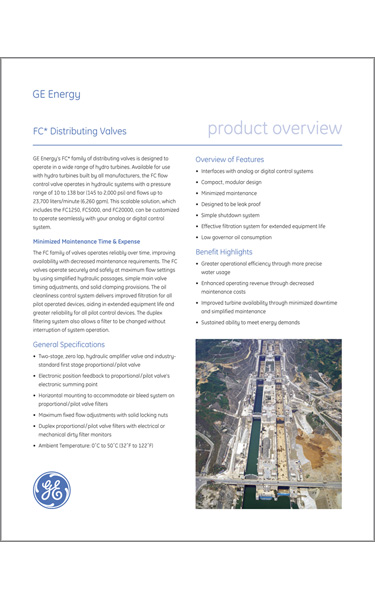 GE Energy
FC* Distributing Valves
product overview
GE Energy's FC* family of distributing valves is designed to
operate in a wide range of hydro turbines. Available for use
with hydro turbines built by all manufacturers, the FC flow
control valve operates in hydraulic systems with a pressure
range of 10 to 138 bar (145 to 2,000 psi) and flows up to
23,700 liters/minute (6,260 gpm). This scalable solution, which
includes the FC1250, FC5000, and FC20000, can be customized
to operate seamlessly with your analog or digital control
system.
Minimized Maintenance Time & Expense
The FC family of valves operates reliably over time, improving
availability with decreased maintenance requirements. The FC
valves operate securely and safely at maximum flow settings
by using simplified hydraulic passages, simple main valve
timing adjustments, and solid clamping provisions. The oil
cleanliness control system delivers improved filtration for all
pilot operated devices, aiding in extended equipment life and
greater reliability for all pilot control devices. The duplex
filtering system also allows a filter to be changed without
interruption of system operation.
General Specifications
• Two-stage, zero lap, hydraulic amplifier valve and industry-
standard first stage proportional/pilot valve
• Electronic position feedback to proportional/pilot valve's
electronic summing point
• Horizontal mounting to accommodate air bleed system on
proportional/pilot valve filters
• Maximum fixed flow adjustments with solid locking nuts
• Duplex proportional/pilot valve filters with electrical or
mechanical dirty filter monitors
• Ambient Temperature: 0°C to 50°C (32°F to 122°F)
Overview of Features
• Interfaces with analog or digital control systems
• Compact, modular design
• Minimized maintenance
• Designed to be leak proof
• Simple shutdown system
• Effective filtration system for extended equipment life
• Low governor oil consumption
Benefit Highlights
• Greater operational efficiency through more precise
water usage
• Enhanced operating revenue through decreased
maintenance costs
• Improved turbine availability through minimized downtime
and simplified maintenance
• Sustained ability to meet energy demands
GE